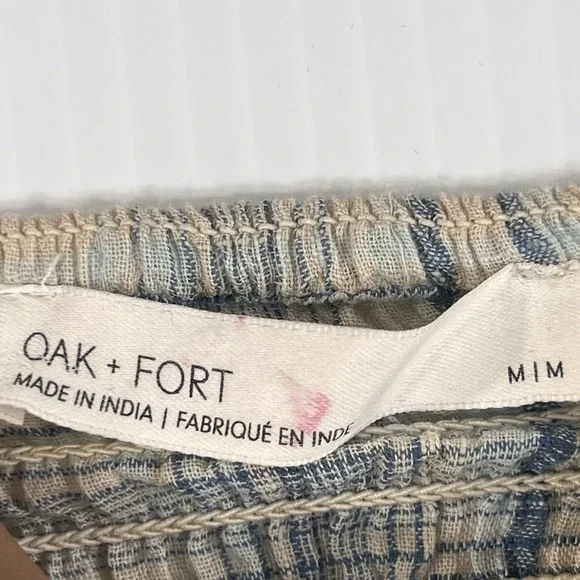 OAK + FORT
MADE IN INDIA | FABRIQUÉ EN INDE
M|M